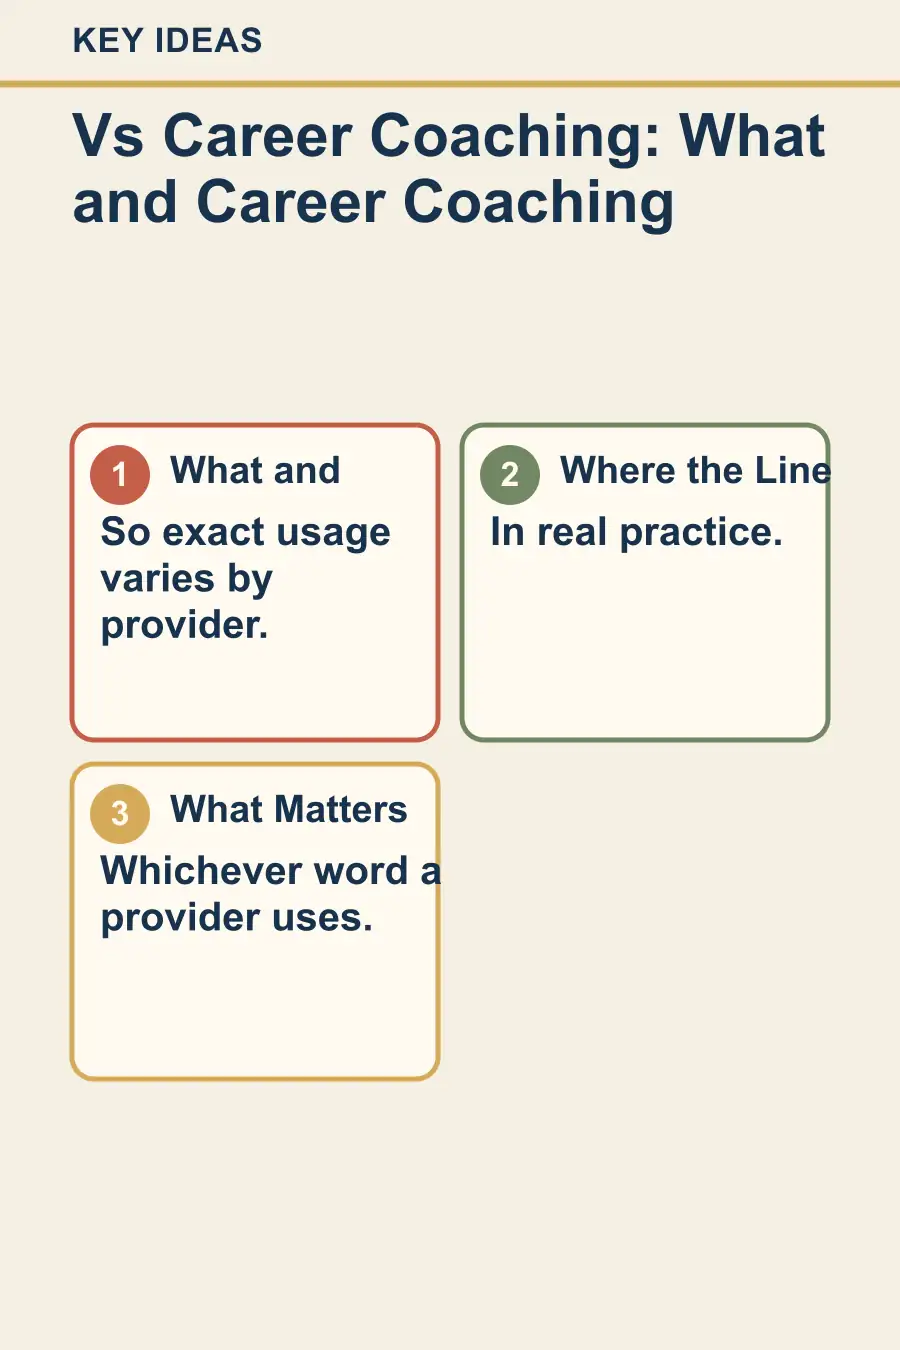 KEY IDEAS
Vs Career Coaching: What
and Career Coaching
1
What and
So exact usage
varies by
provider.
2
Where the Line
In real practice.
3
What Matters
Whichever word a
provider uses.